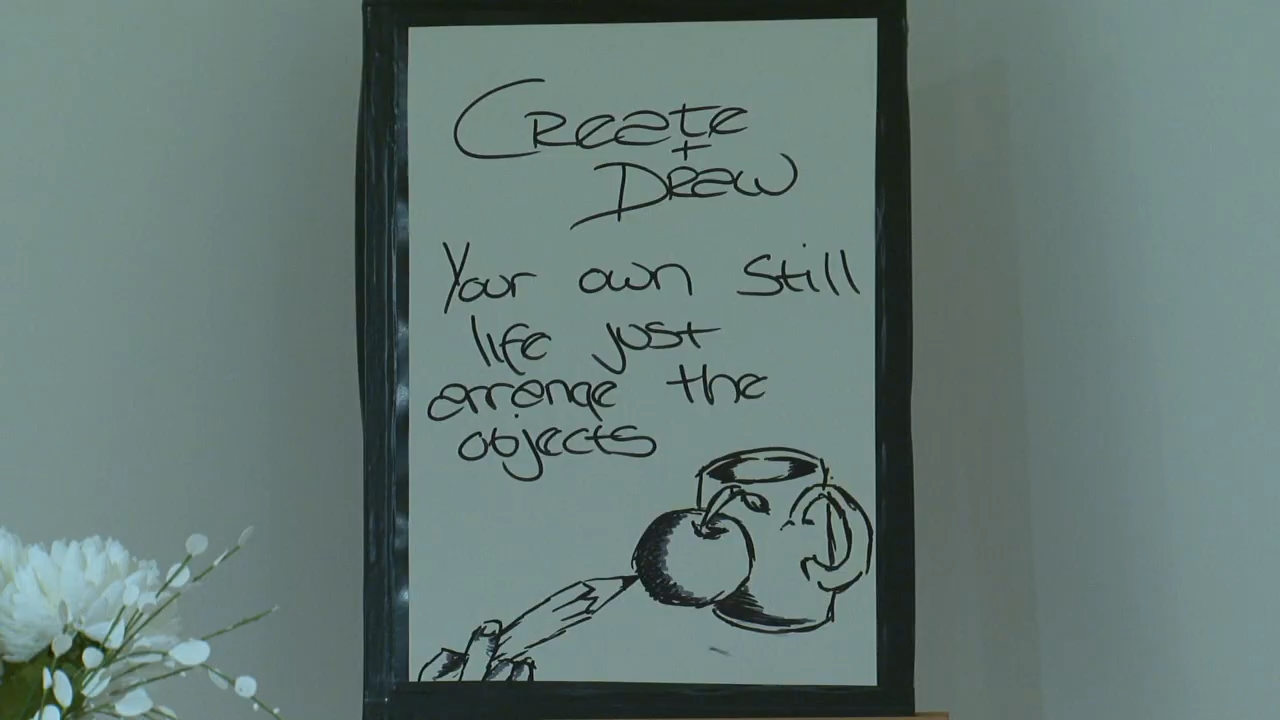 Create
+
Draw
Your own still
life just
arrange the
objects